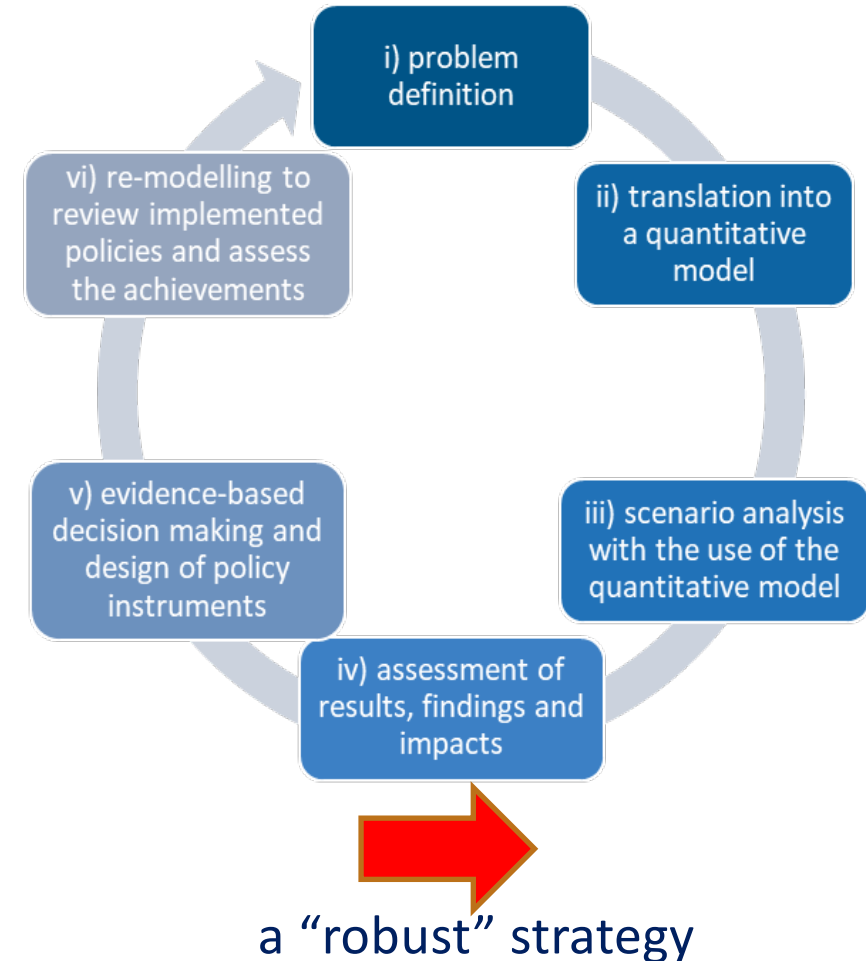 i) problem
definition
ii) translation into
a quantitative
model
iii) scenario analysis
with the use of the
quantitative model
iv) assessment of
results, findings and
impacts
v) evidence-based
decision making and
design of policy
instruments
vi) re-modelling to
review implemented
policies and assess
the achievements
a “robust” strategy